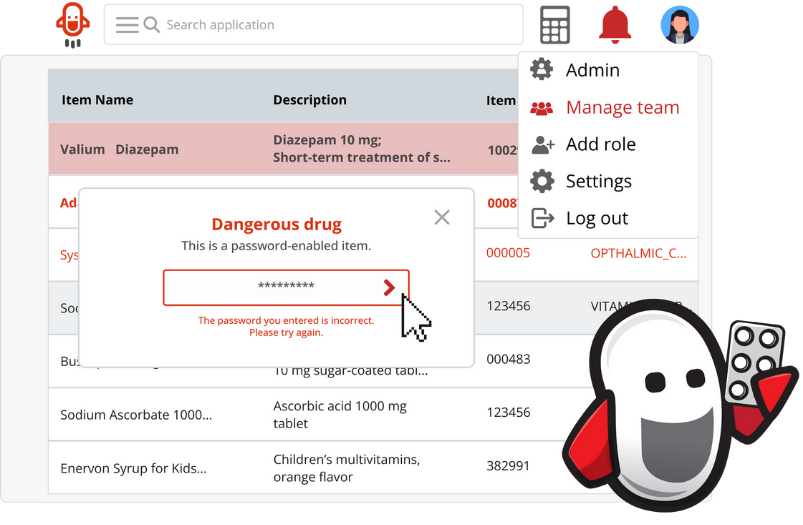 Search application
Admin
Manage team
Add role
Settings
Log out
Item Name Description Item
Valium Diazepam
Diazepam 10 mg;
Short-term treatment of s...
1002
Ad
0008
Dangerous drug
This is a password-enabled item.
*********
The password you entered is incorrect.
Please try again.
Sys
000005 OPTHALMIC_C...
Soc
123456
Bus
10 mg sugar-coated tabl...
000483
Sodium Ascorbate 1000...
Ascorbic acid 1000 mg
tablet
123456
Enervon Syrup for Kids...
Children's multivitamins,
orange flavor
382991